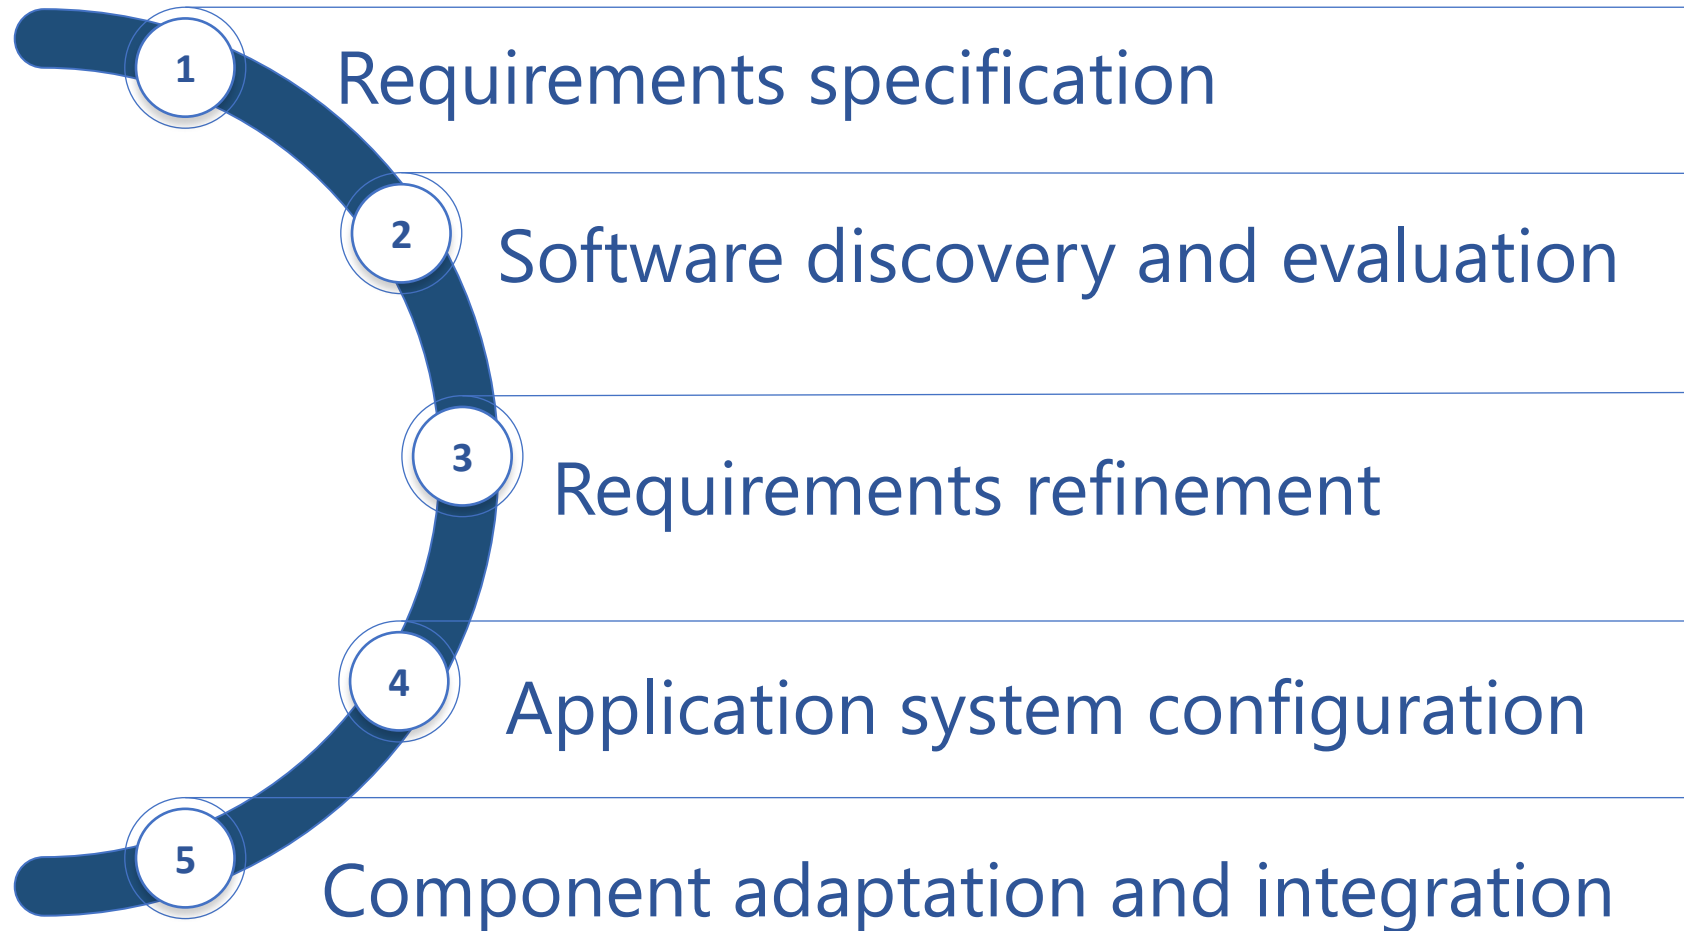 1
Requirements specification
2
Software discovery and evaluation
3
Requirements refinement
4
Application system configuration
5
Component adaptation and integration